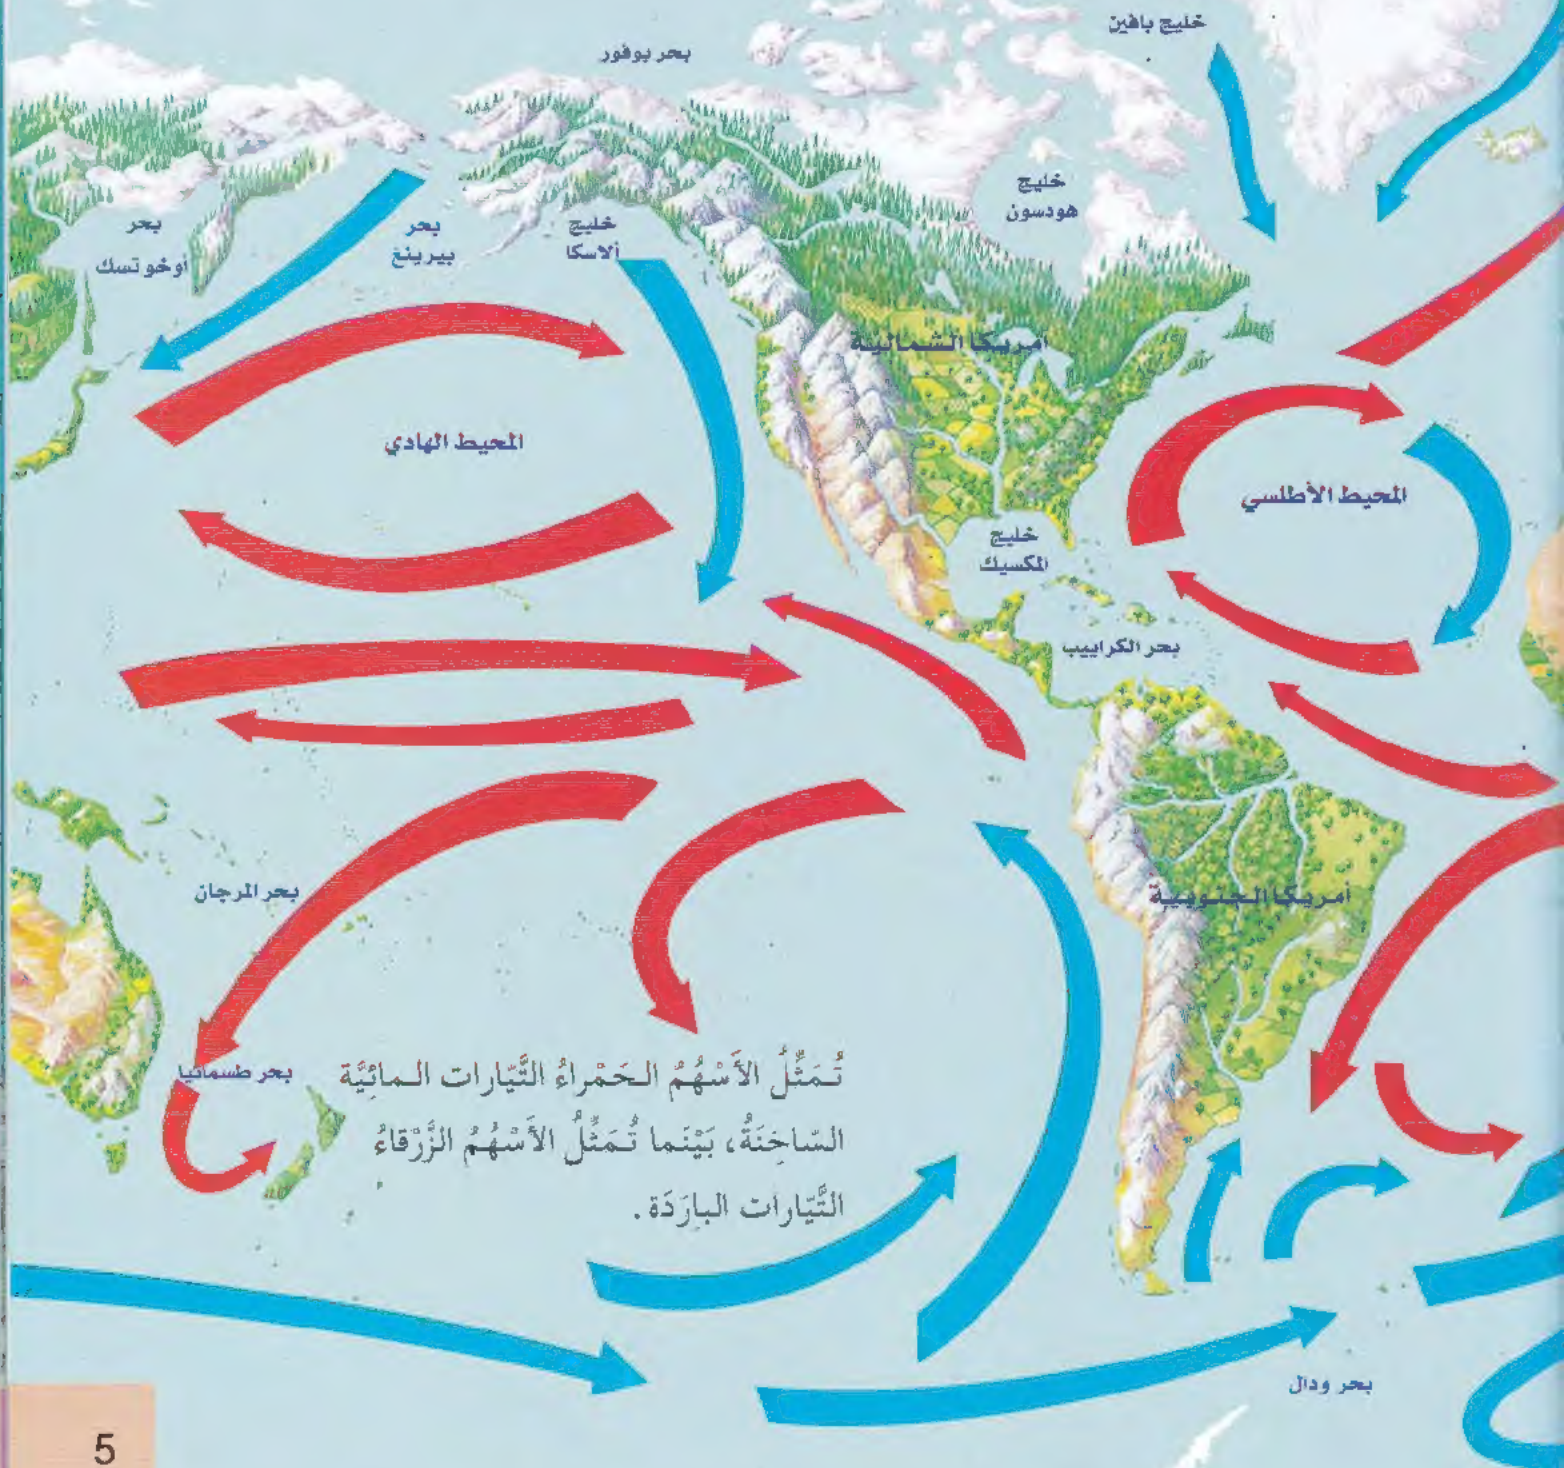 خليج بافين
بحر بوفور
خليج
هودسون
بحر
أوخوتسك
بحر
بيرينغ
خليج
ألاسكا
أمريكا الشمالية
المحيط الهادي
المحيط الأطلسي
خليج
المكسيك
بحر الكراييب
بحر المرجان
أمريكا الجنوبية
بحر طسمانيا
تُمَثِّلُ الأَسْهُمُ الحَمْراءُ التَّيّارات المائِيَّة
السّاخِنَةُ، بَيْنَما تُمَثِّلُ الأَسْهُمُ الزَّرْقاءُ
التَّيّارات البارَدَة .
بحر ودال
5